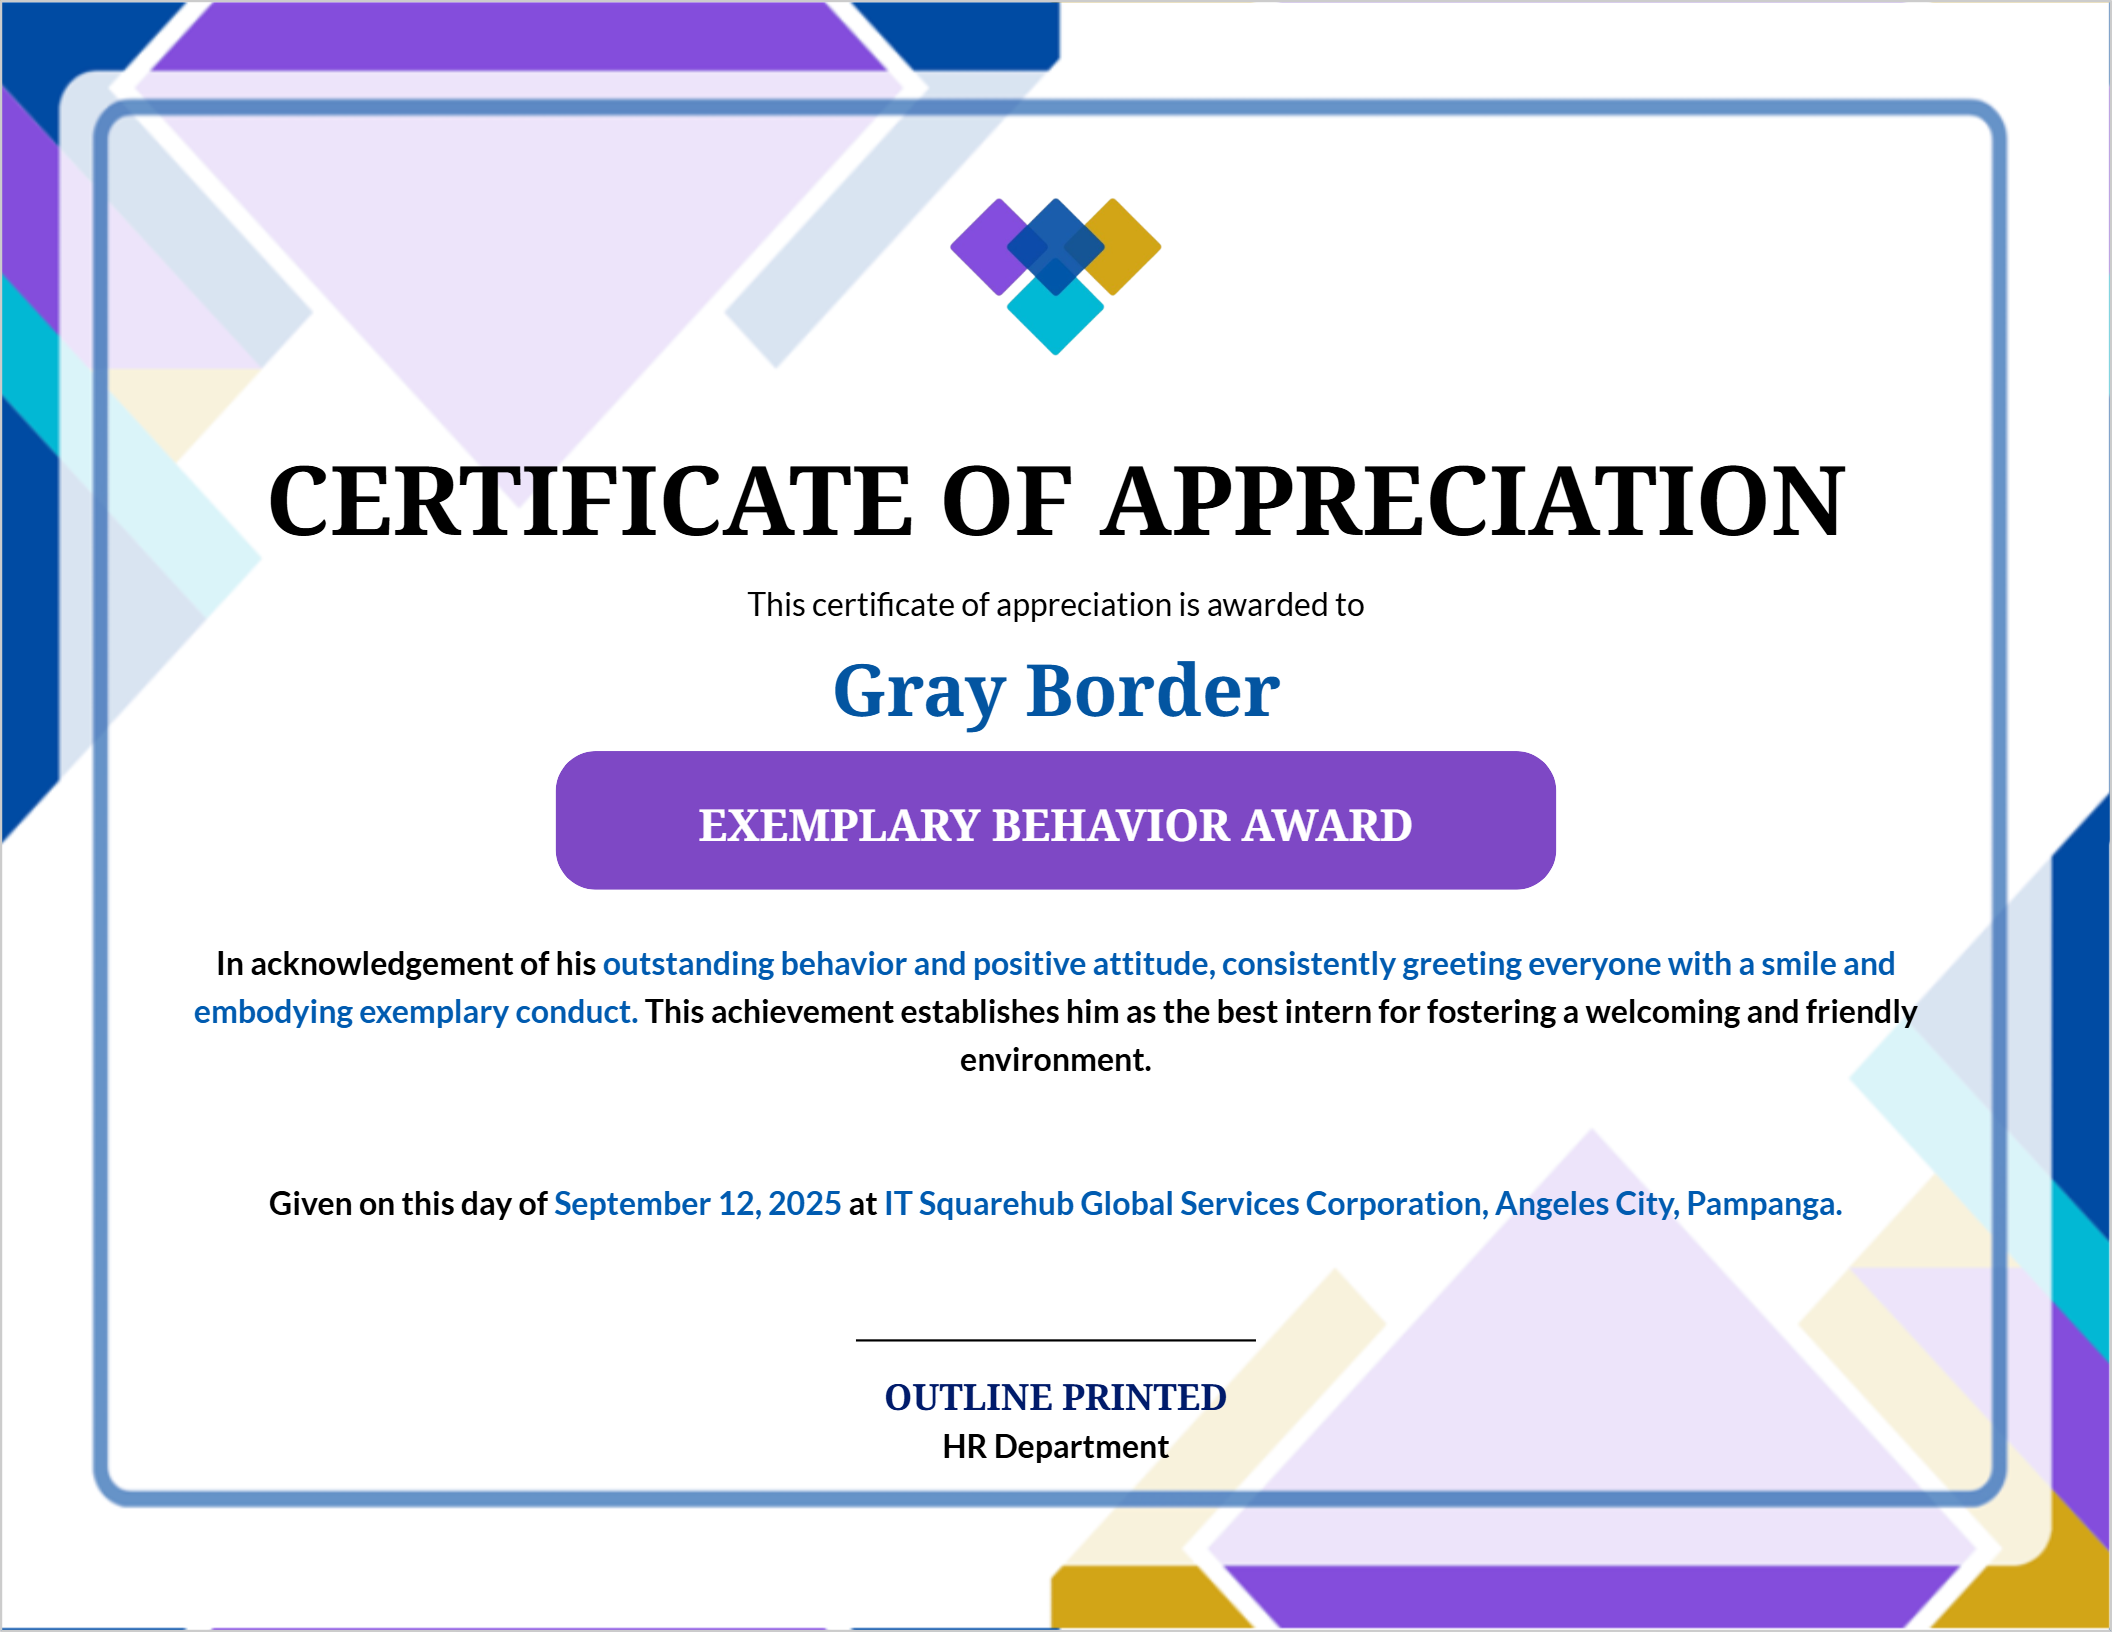 CERTIFICATE OF APPRECIATION
This certificate of appreciation is awarded to
Gray Border
EXEMPLARY BEHAVIOR AWARD
In acknowledgement of his outstanding behavior and positive attitude, consistently greeting everyone with a smile and
embodying exemplary conduct. This achievement establishes him as the best intern for fostering a welcoming and friendly
environment.
Given on this day of September 12, 2025 at IT Squarehub Global Services Corporation, Angeles City, Pampanga.
OUTLINE PRINTED
HR Department